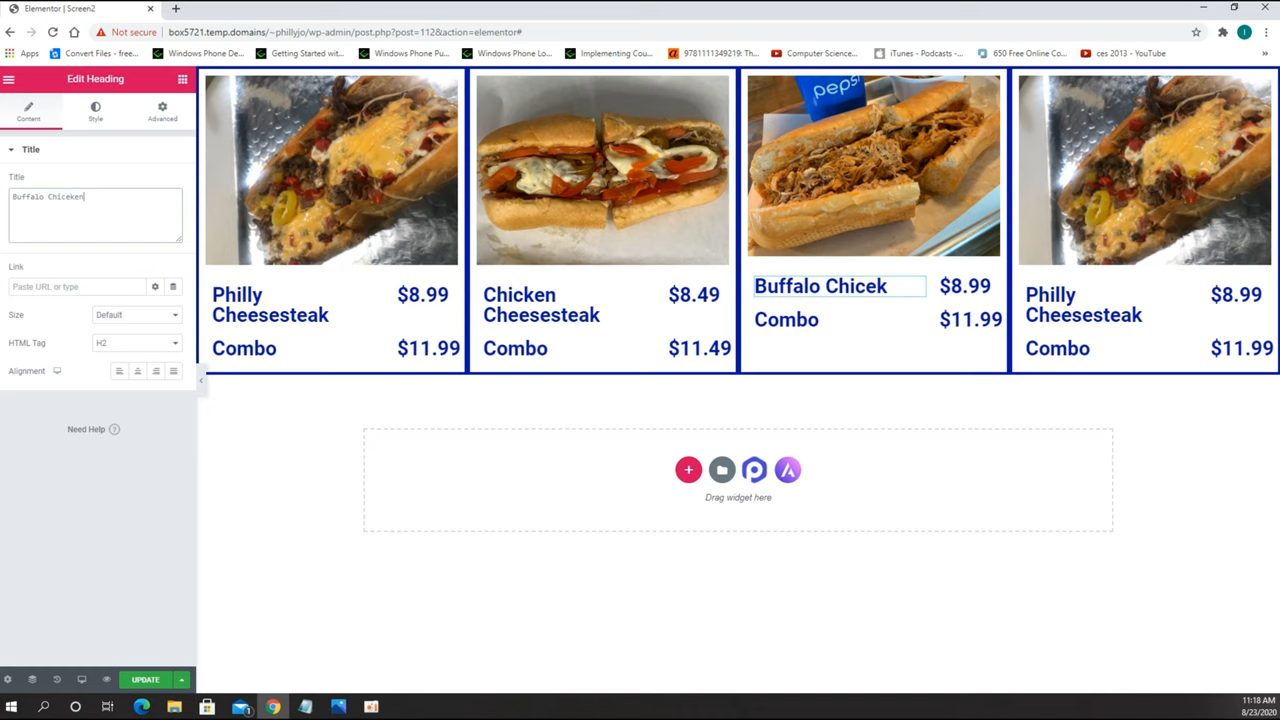 Elementor | Screen2
Not secure | box5721.temp.domains/~phillyjo/wp-admin/post.php?post=112&action=elementor#
Apps Convert Files - free... Windows Phone De... Getting Started wit... Windows Phone Pu... Windows Phone Lo... Implementing Cou... 9781111349219: Th... Computer Science... iTunes - Podcasts -... 650 Free Online Co... ces 2013 - YouTube »
Edit Heading
Content Style Advanced
Title
Title
Buffalo Chiceken
Link
Paste URL or type
Size Default
HTML Tag H2
Alignment
Need Help ?
UPDATE
pepsi
Philly Cheesesteak $8.99
Combo $11.99
Chicken Cheesesteak $8.49
Combo $11.49
Buffalo Chicek $8.99
Combo $11.99
Philly Cheesesteak $8.99
Combo $11.99
Drag widget here
11:18 AM
8/23/2020